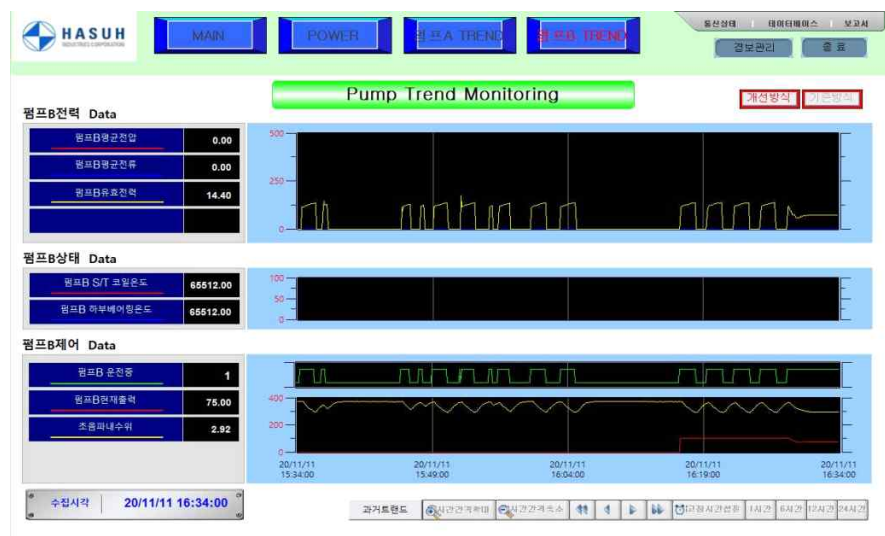 HASUH
INDUSTRIES CORPORATION
MAIN
POWER
펌프A TREND
펌프B TREND
통신상태
데이터베이스
보고서
경보관리
종 료
Pump Trend Monitoring
개선방식
기존방식
펌프B전력 Data
펌프B평균전압 0.00
펌프B평균전류 0.00
펌프B유효전력 14.40
500
250
0
펌프B상태 Data
펌프B S/T 코일온도 65512.00
펌프B 하부베어링온도 65512.00
100
50
0
펌프B제어 Data
펌프B 운전중 1
펌프B현재출력 75.00
초음파내수위 2.92
400
200
0
20/11/11 20/11/11 20/11/11 20/11/11 20/11/11
15:34:00 15:49:00 16:04:00 16:19:00 16:34:00
수집시각 20/11/11 16:34:00
과거트랜드
시간간격확대
시간간격축소
1시간
6시간
12시간
24시간